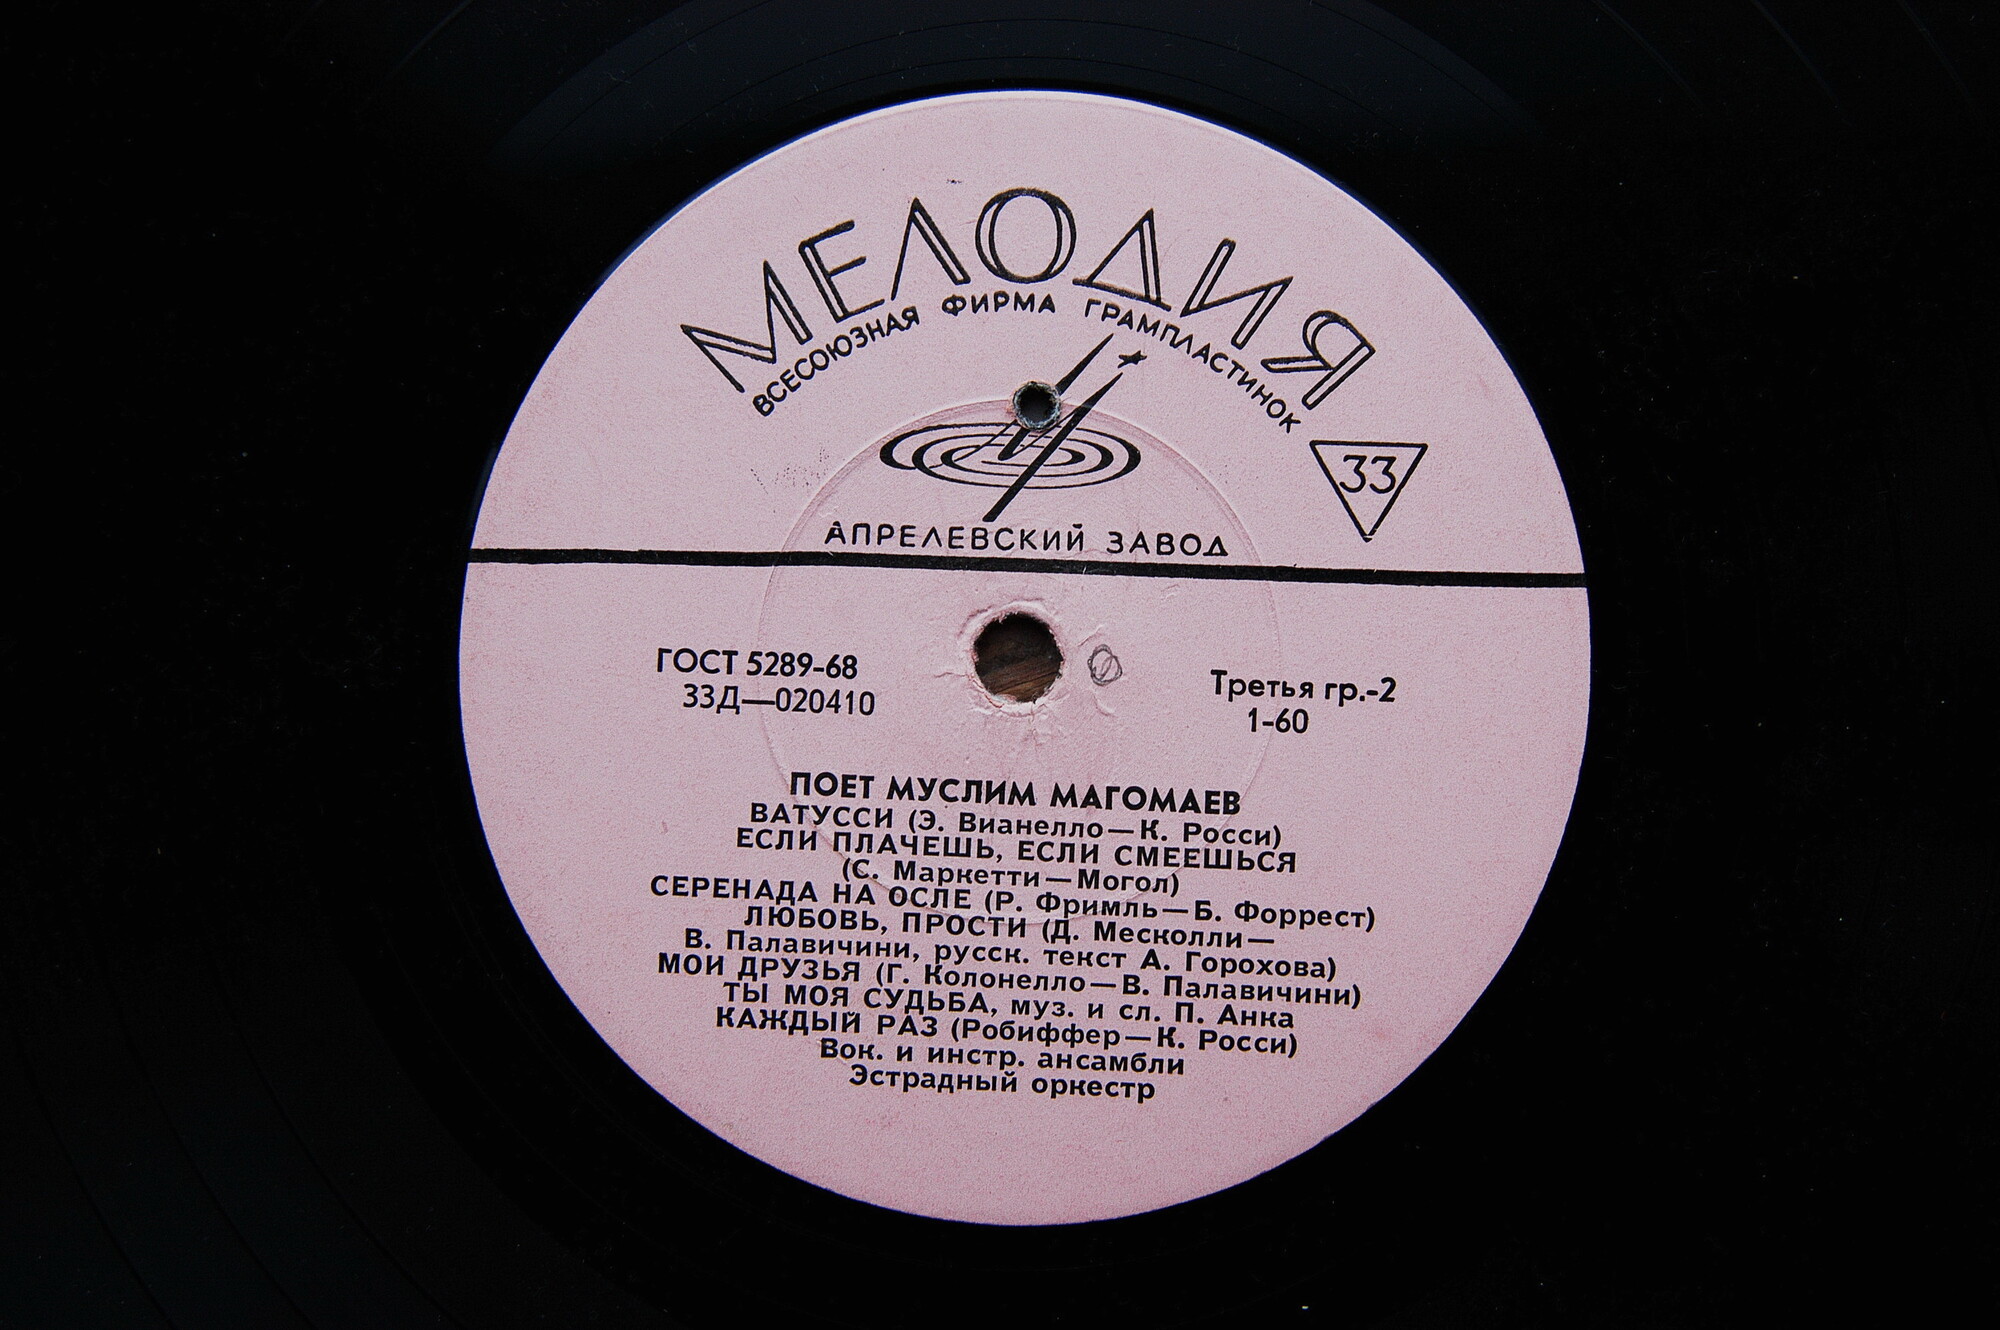 МЕЛОДИЯ
ВСЕСОЮЗНАЯ ФИРМА ГРАМПЛАСТИНОК
33
АПРЕЛЕВСКИЙ ЗАВОД
ГОСТ 5289-68
33Д—020410
Третья гр.-2
1-60
ПОЕТ МУСЛИМ МАГОМАЕВ
ВАТУССИ (Э. Вианелло—К. Росси)
ЕСЛИ ПЛАЧЕШЬ, ЕСЛИ СМЕЕШЬСЯ
(С. Маркетти—Могол)
СЕРЕНАДА НА ОСЛЕ (Р. Фримль—Б. Форрест)
ЛЮБОВЬ, ПРОСТИ (Д. Месколли—
В. Палавичини, русск. текст А. Горохова)
МОИ ДРУЗЬЯ (Г. Колонелло—В. Палавичини)
ТЫ МОЯ СУДЬБА, муз. и сл. П. Анка
КАЖДЫЙ РАЗ (Робиффер—К. Росси)
Вок. и инстр. ансамбли
Эстрадный оркестр